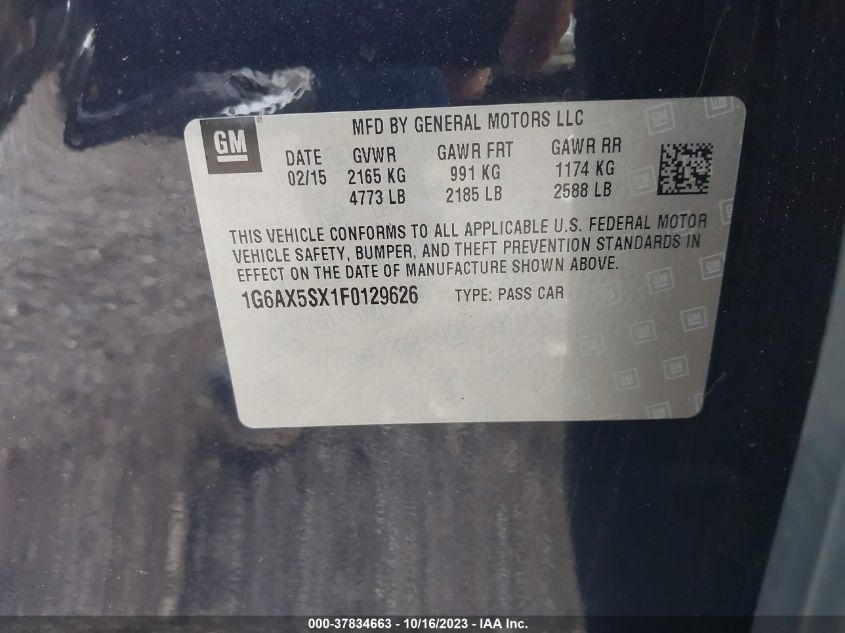 GM ® MFD BY GENERAL MOTORS LLC
DATE GVWR GAWR FRT GAWR RR
02/15 2165 KG 991 KG 1174 KG
4773 LB 2185 LB 2588 LB
THIS VEHICLE CONFORMS TO ALL APPLICABLE U.S. FEDERAL MOTOR
VEHICLE SAFETY, BUMPER, AND THEFT PREVENTION STANDARDS IN
EFFECT ON THE DATE OF MANUFACTURE SHOWN ABOVE.
1G6AX5SX1F0129626 TYPE: PASS CAR
000-37834663 - 10/16/2023 - IAA Inc.